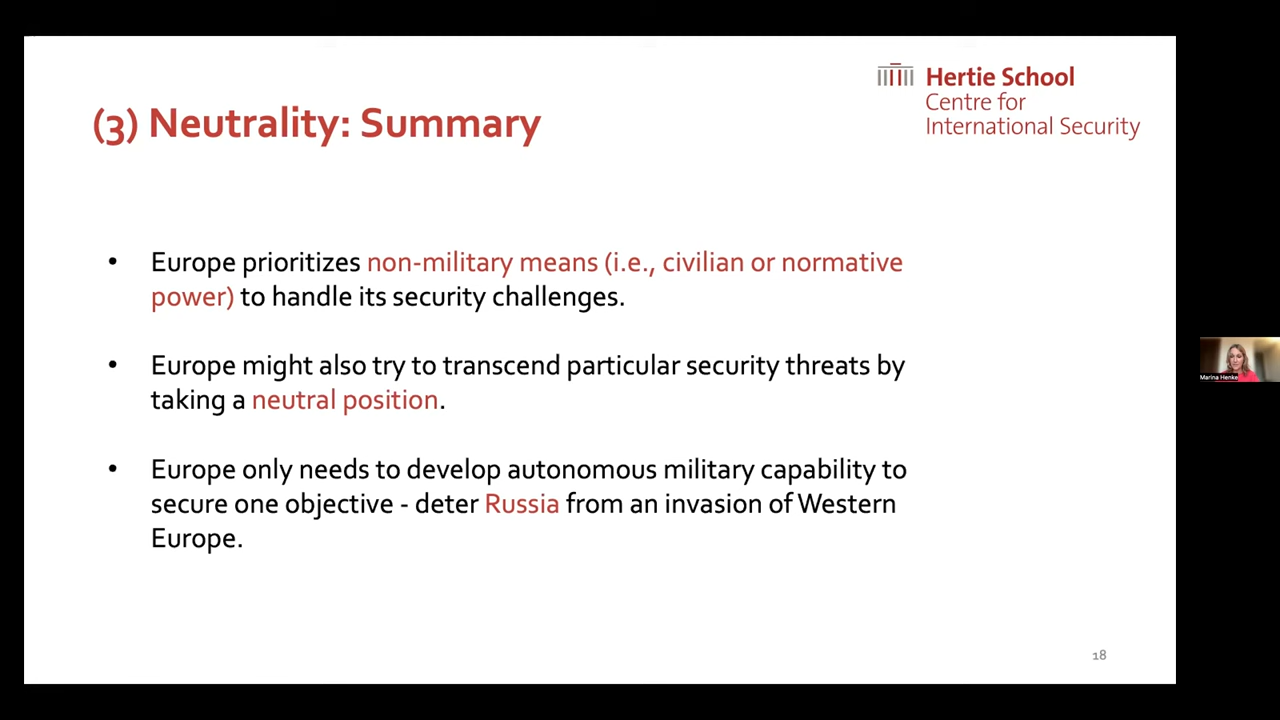 Hertie School
Centre for
International Security
(3) Neutrality: Summary
• Europe prioritizes non-military means (i.e., civilian or normative
power) to handle its security challenges.
• Europe might also try to transcend particular security threats by
taking a neutral position.
• Europe only needs to develop autonomous military capability to
secure one objective - deter Russia from an invasion of Western
Europe.
18
Marina Henke